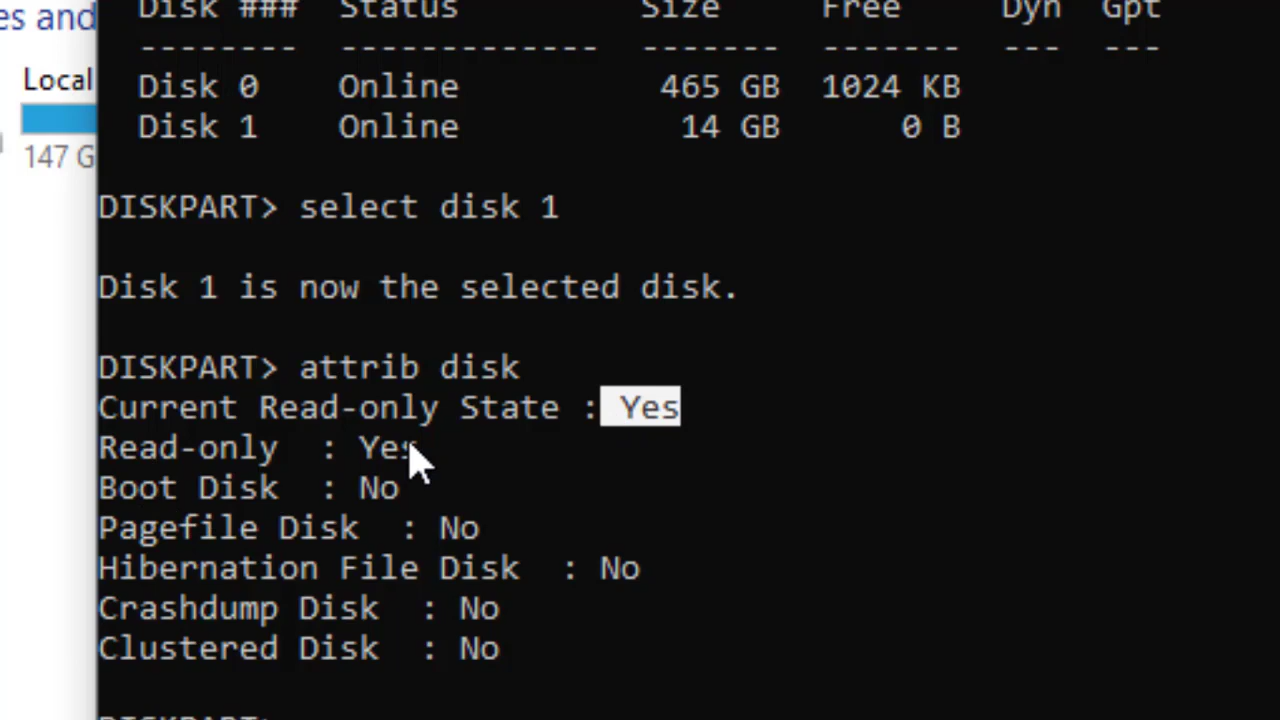 es and
Local
147 G
Disk ###  Status         Size     Free     Dyn  Gpt
--------  -------------  -------  -------  ---  ---
Disk 0    Online          465 GB  1024 KB
Disk 1    Online           14 GB      0 B
DISKPART> select disk 1
Disk 1 is now the selected disk.
DISKPART> attrib disk
Current Read-only State : Yes
Read-only  : Yes
Boot Disk  : No
Pagefile Disk  : No
Hibernation File Disk  : No
Crashdump Disk  : No
Clustered Disk  : No
DISKPART>